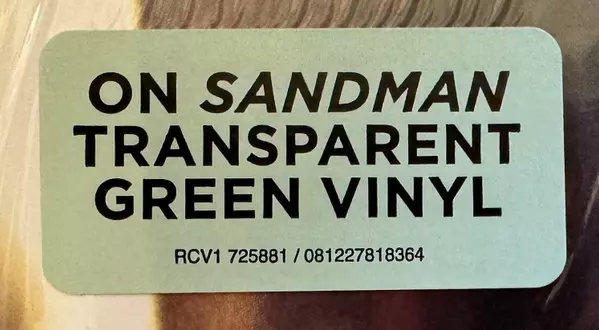 ON SANDMAN
TRANSPARENT
GREEN VINYL
RCV1 725881 / 081227818364